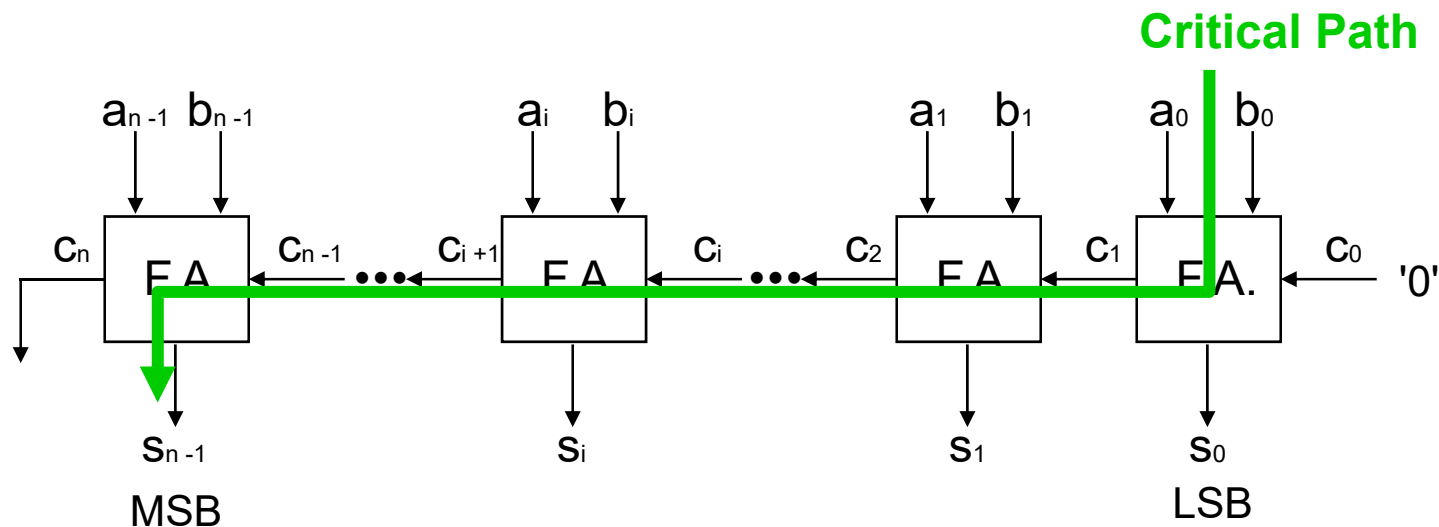 Critical Path
aₙ₋₁ bₙ₋₁ aᵢ bᵢ a₁ b₁ a₀ b₀
cₙ F.A. cₙ₋₁ ••• cᵢ₊₁ F.A. cᵢ ••• c₂ F.A. c₁ F.A. c₀ '0'
sₙ₋₁ sᵢ s₁ s₀
MSB LSB